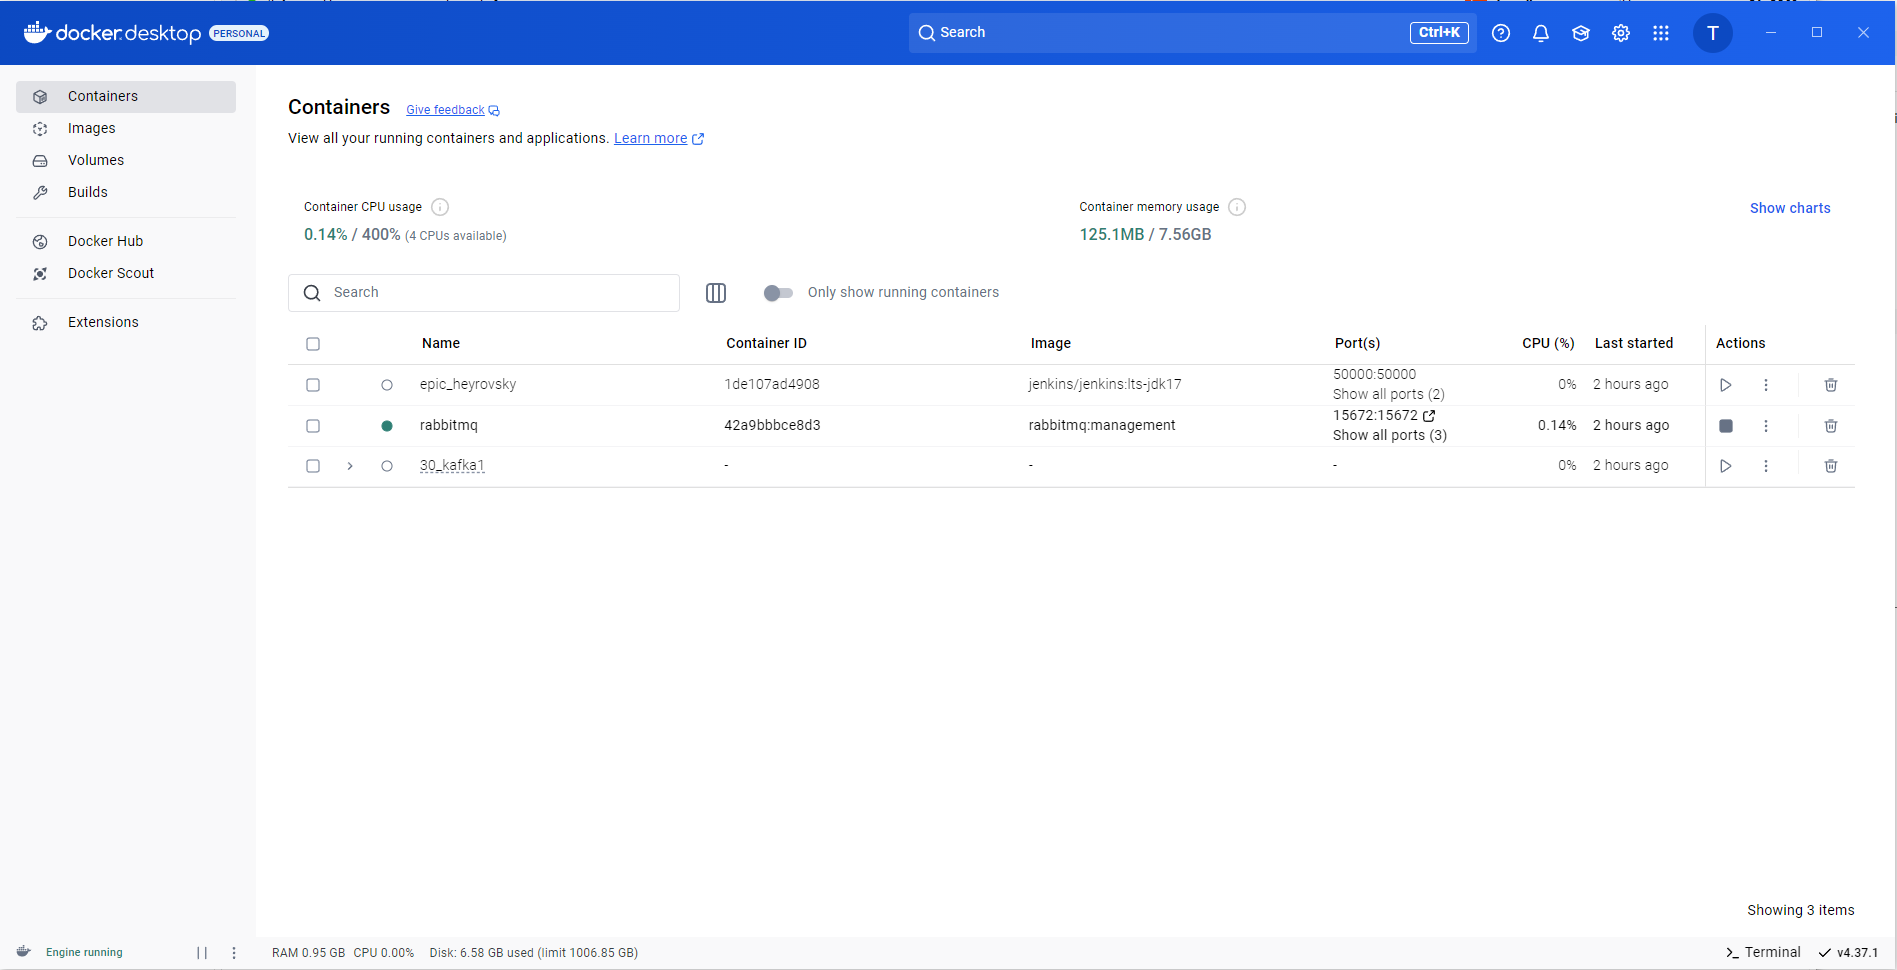 docker desktop PERSONAL
Search Ctrl+K
T
Containers
Images
Volumes
Builds
Docker Hub
Docker Scout
Extensions
Containers Give feedback
View all your running containers and applications. Learn more
Container CPU usage
0.14% / 400% (4 CPUs available)
Container memory usage
125.1MB / 7.56GB
Show charts
Search
Only show running containers
Name Container ID Image Port(s) CPU (%) Last started Actions
epic_heyrovsky 1de107ad4908 jenkins/jenkins:lts-jdk17 50000:50000 0% 2 hours ago
Show all ports (2)
rabbitmq 42a9bbbce8d3 rabbitmq:management 15672:15672 0.14% 2 hours ago
Show all ports (3)
30_kafka1 - - - 0% 2 hours ago
Showing 3 items
Engine running
RAM 0.95 GB CPU 0.00% Disk: 6.58 GB used (limit 1006.85 GB)
>_ Terminal
v4.37.1